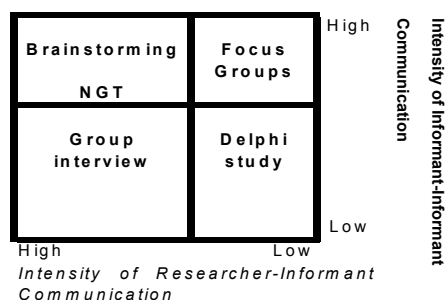 Brainstorming
NGT
Focus
Groups
High
Group
interview
Delphi
study
Low
High
Low
Intensity of Researcher-Informant
Communication
Intensity of Informant-Informant
Communication